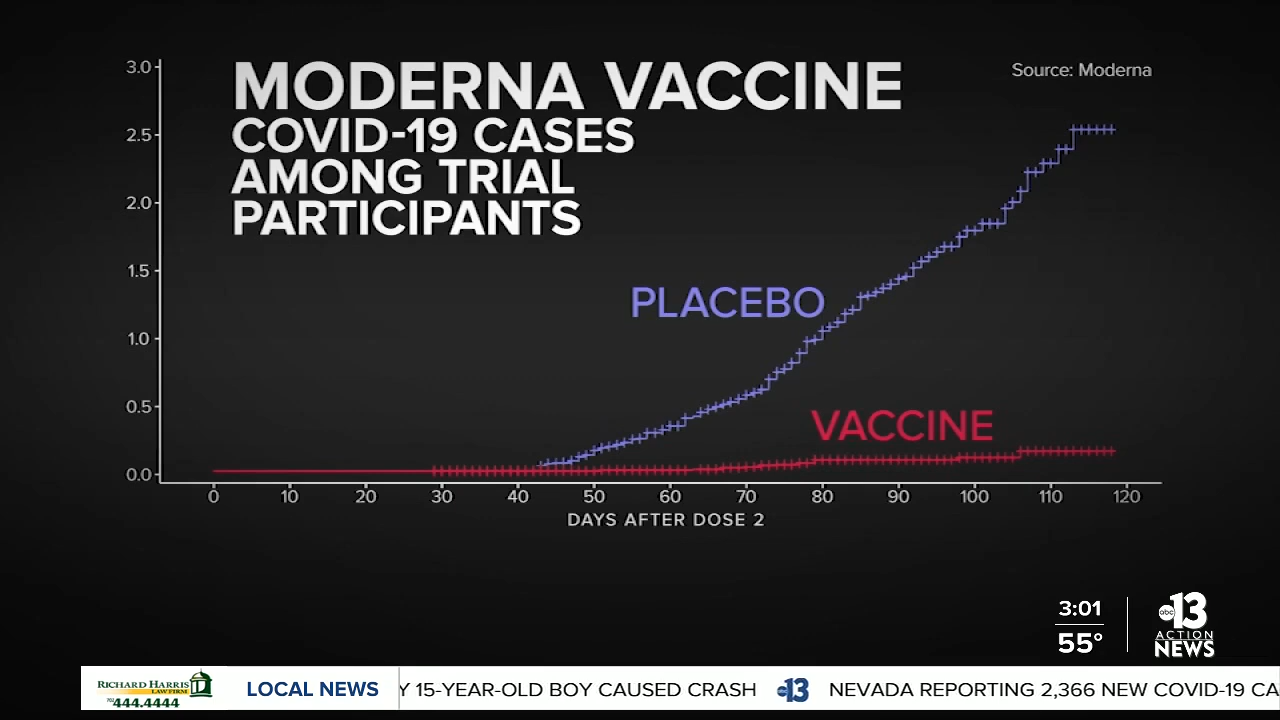 MODERNA VACCINE
COVID-19 CASES
AMONG TRIAL
PARTICIPANTS
Source: Moderna
3.0
2.5
2.0
1.5
1.0
0.5
0.0
PLACEBO
VACCINE
0 10 20 30 40 50 60 70 80 90 100 110 120
DAYS AFTER DOSE 2
3:01
55°
abc 13
ACTION
NEWS
RICHARD HARRIS
LAW FIRM
702 444.4444
LOCAL NEWS
Y 15-YEAR-OLD BOY CAUSED CRASH abc 13 NEVADA REPORTING 2,366 NEW COVID-19 CA